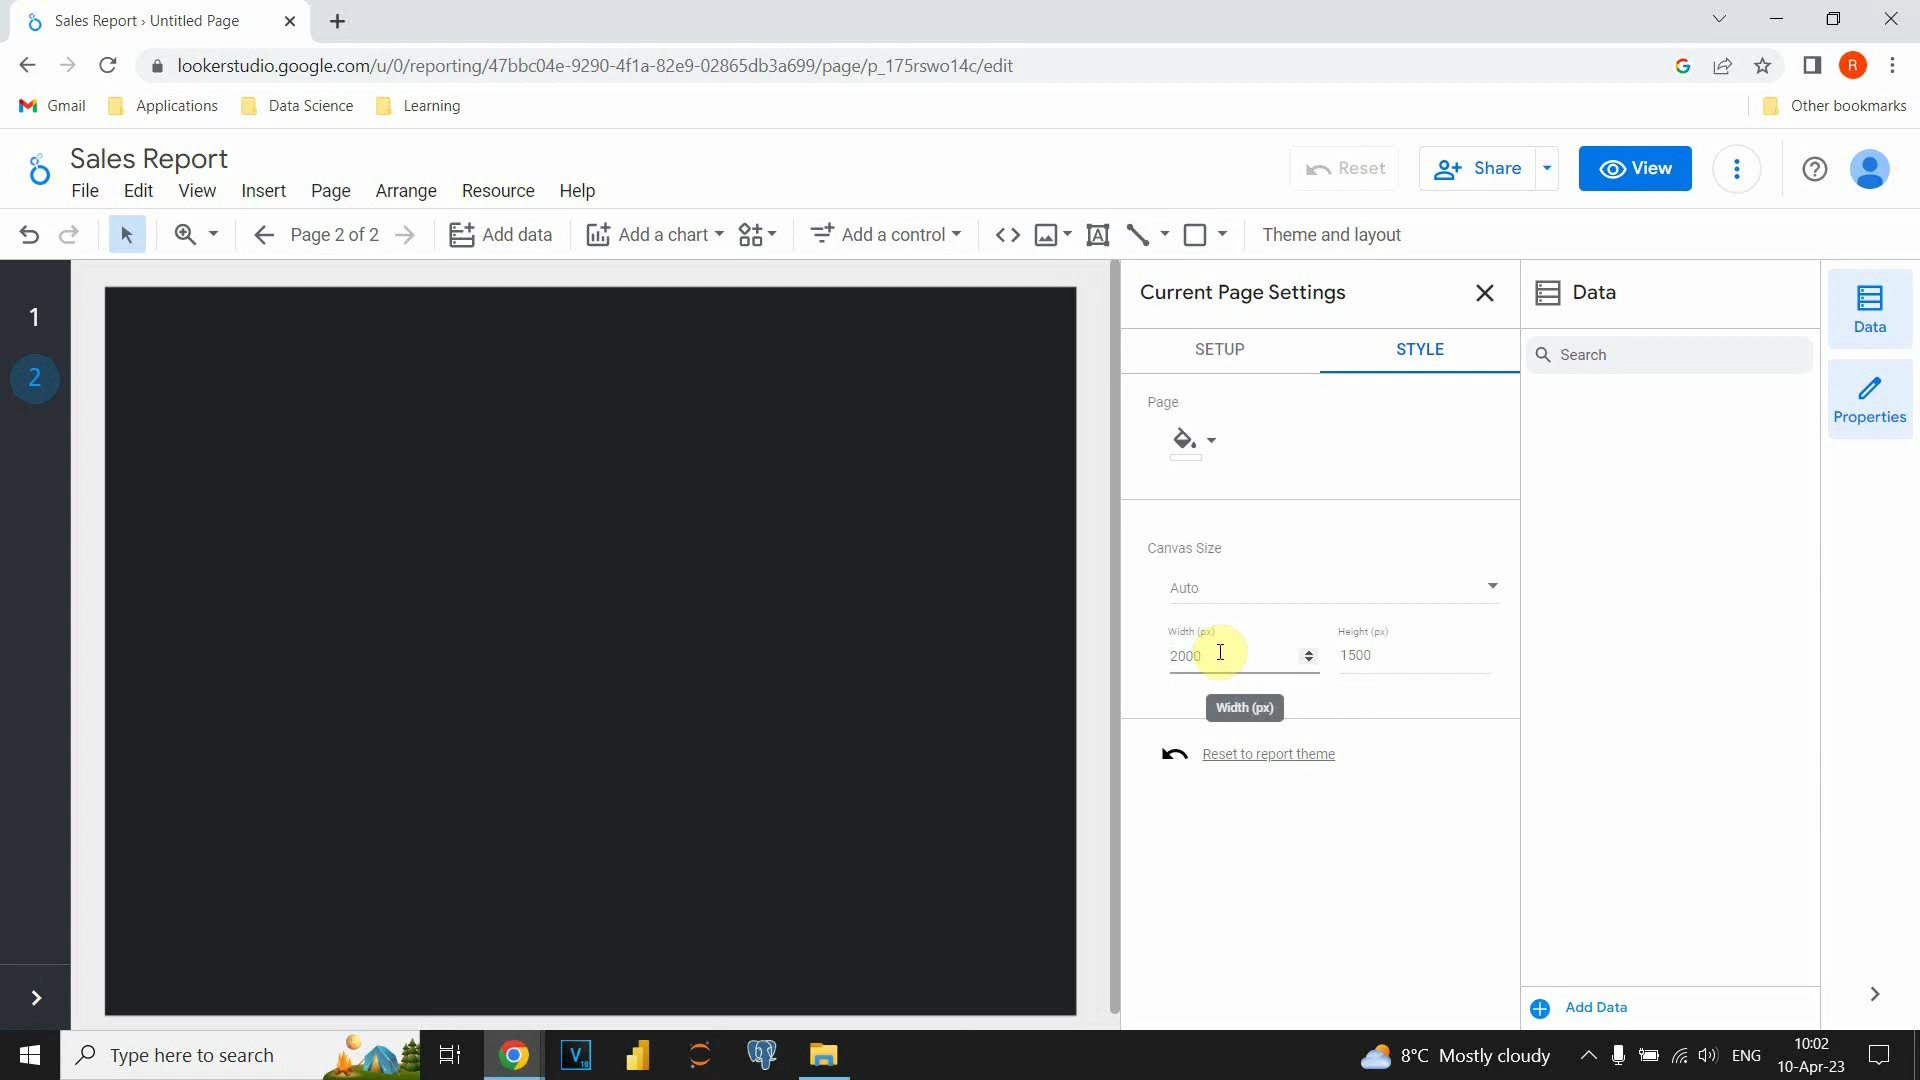 Sales Report › Untitled Page
lookerstudio.google.com/u/0/reporting/47bbc04e-9290-4f1a-82e9-02865db3a699/page/p_175rswo14c/edit
R
Gmail Applications Data Science Learning Other bookmarks
Sales Report
Reset Share View
File Edit View Insert Page Arrange Resource Help
Page 2 of 2 Add data Add a chart Add a control Theme and layout
1
2
Current Page Settings
SETUP STYLE
Page
Canvas Size
Auto
Width (px) Height (px)
2000 1500
Width (px)
Reset to report theme
Data
Search
Add Data
Data
Properties
Type here to search
8°C Mostly cloudy
ENG
10:02
10-Apr-23